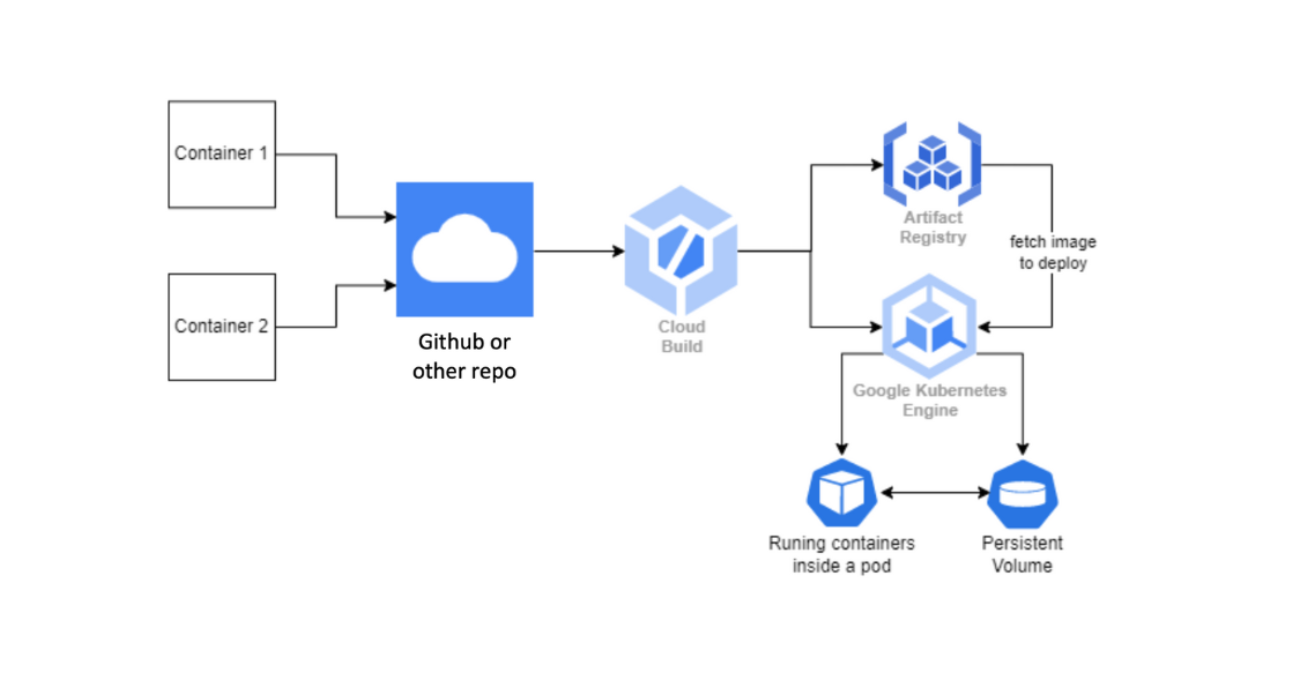 Container 1
Container 2
Github or
other repo
Cloud
Build
Artifact
Registry
fetch image
to deploy
Google Kubernetes
Engine
Runing containers
inside a pod
Persistent
Volume